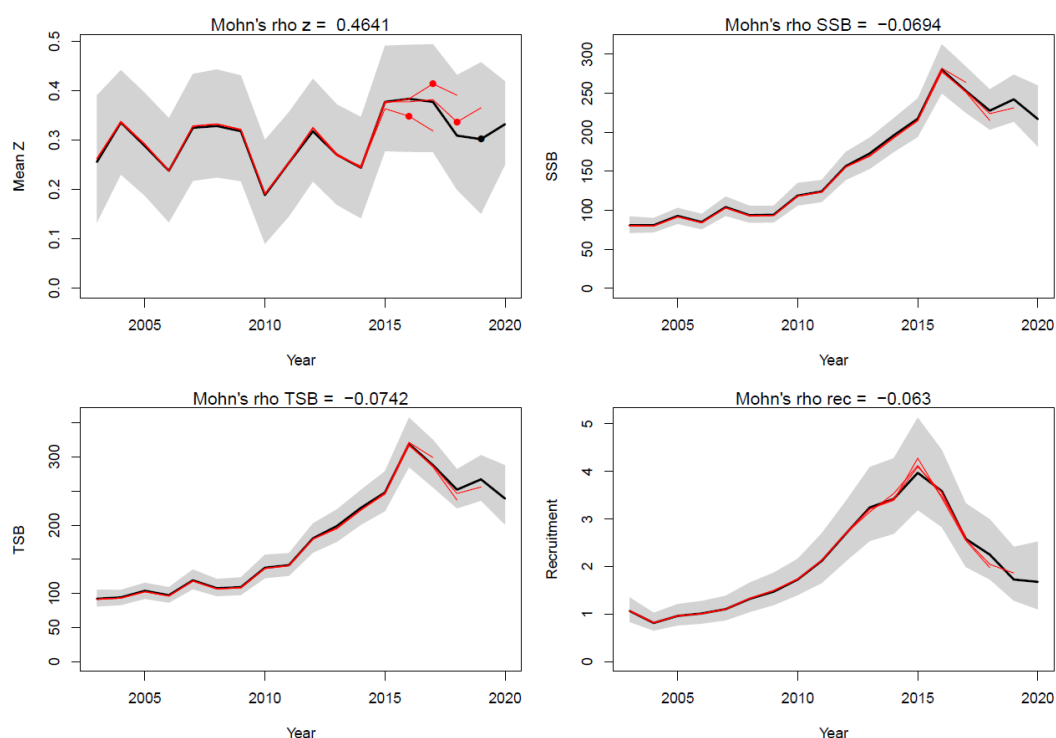 Mohn's rho z = 0.4641
Mean Z
0.5
0.4
0.3
0.2
0.1
0.0
2005 2010 2015 2020
Year
Mohn's rho SSB = −0.0694
SSB
300
250
200
150
100
50
0
2005 2010 2015 2020
Year
Mohn's rho TSB = −0.0742
TSB
300
200
100
50
0
2005 2010 2015 2020
Year
Mohn's rho rec = −0.063
Recruitment
5
4
3
2
1
0
2005 2010 2015 2020
Year